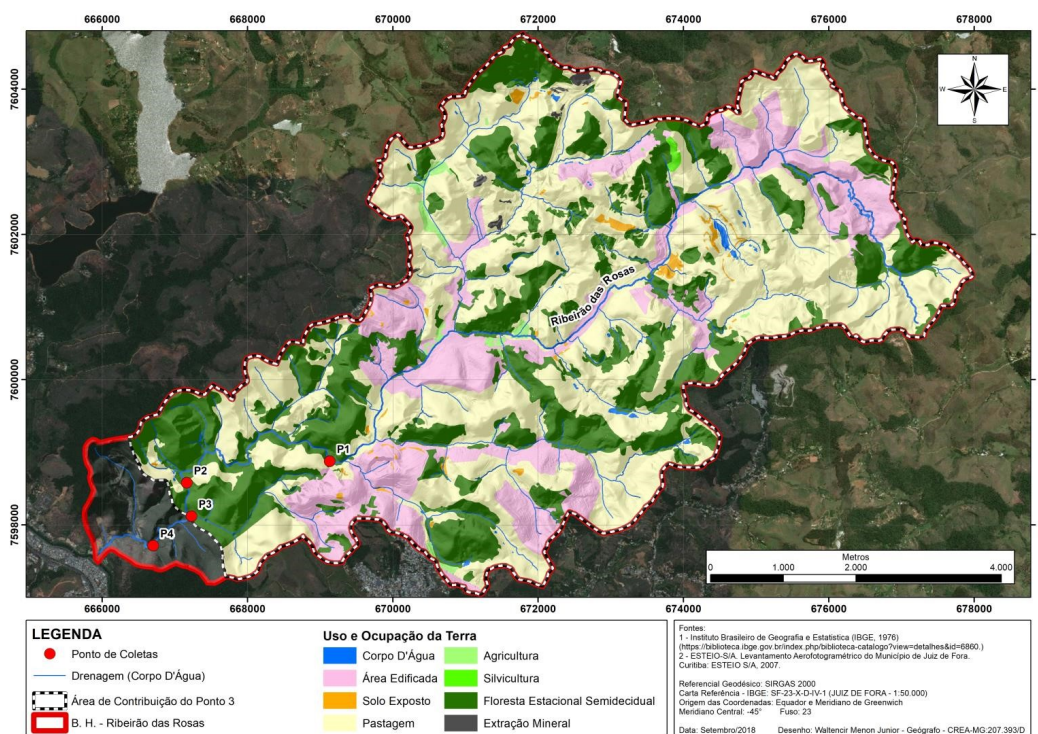 666000 668000 670000 672000 674000 676000 678000
7604000
7602000
7600000
7598000
7604000
7602000
7600000
7598000
N
W E
S
Ribeirão das Rosas
P1
P2
P3
P4
Metros
0 1.000 2.000 4.000
666000 668000 670000 672000 674000 676000 678000
LEGENDA
Ponto de Coletas
Drenagem (Corpo D'Água)
Área de Contribuição do Ponto 3
B. H. - Ribeirão das Rosas
Uso e Ocupação da Terra
Corpo D'Água
Área Edificada
Solo Exposto
Pastagem
Agricultura
Silvicultura
Floresta Estacional Semidecidual
Extração Mineral
Fontes:
1 - Instituto Brasileiro de Geografia e Estatistica (IBGE, 1976)
(https://biblioteca.ibge.gov.br/index.php/biblioteca-catalogo?view=detalhes&id=6860.)
2 - ESTEIO-S/A. Levantamento Aerofotogramétrico do Município de Juiz de Fora.
Curitiba: ESTEIO S/A, 2007.
Referencial Geodésico: SIRGAS 2000
Carta Referência - IBGE: SF-23-X-D-IV-1 (JUIZ DE FORA - 1:50.000)
Origem das Coordenadas: Equador e Meridiano de Greenwich
Meridiano Central: -45° Fuso: 23
Data: Setembro/2018 Desenho: Waltencir Menon Junior - Geógrafo - CREA-MG:207.393/D